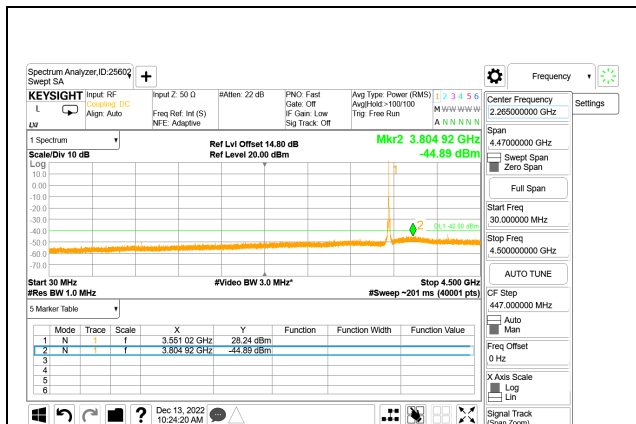 Spectrum Analyzer,ID:25602
Swept SA
Frequency
KEYSIGHT
L
Input: RF
Coupling: DC
Align: Auto
Input Z: 50 Ω
Freq Ref: Int (S)
NFE: Adaptive
#Atten: 22 dB
PNO: Fast
Gate: Off
IF Gain: Low
Sig Track: Off
Avg Type: Power (RMS)
Avg|Hold:>100/100
Trig: Free Run
1 2 3 4 5 6
M W W W W W
A N N N N N
Center Frequency
2.265000000 GHz
Settings
1 Spectrum
Scale/Div 10 dB
Ref Lvl Offset 14.80 dB
Ref Level 20.00 dBm
Mkr2 3.804 92 GHz
-44.89 dBm
Span
4.47000000 GHz
Swept Span
Zero Span
Full Span
Log
10.0
0.00
-10.0
-20.0
-30.0
-40.0
-50.0
-60.0
-70.0
1
2
DL1 -40.00 dBm
Start Freq
30.000000 MHz
Stop Freq
4.500000000 GHz
AUTO TUNE
Start 30 MHz
#Res BW 1.0 MHz
#Video BW 3.0 MHz*
Stop 4.500 GHz
#Sweep ~201 ms (40001 pts)
CF Step
447.000000 MHz
Auto
Man
Freq Offset
0 Hz
X Axis Scale
Log
Lin
Signal Track
(Span Zoom)
5 Marker Table
Mode Trace Scale X Y Function Function Width Function Value
1 N 1 f 3.551 02 GHz 28.24 dBm
2 N 1 f 3.804 92 GHz -44.89 dBm
3
4
5
6
?
Dec 13, 2022
10:24:20 AM